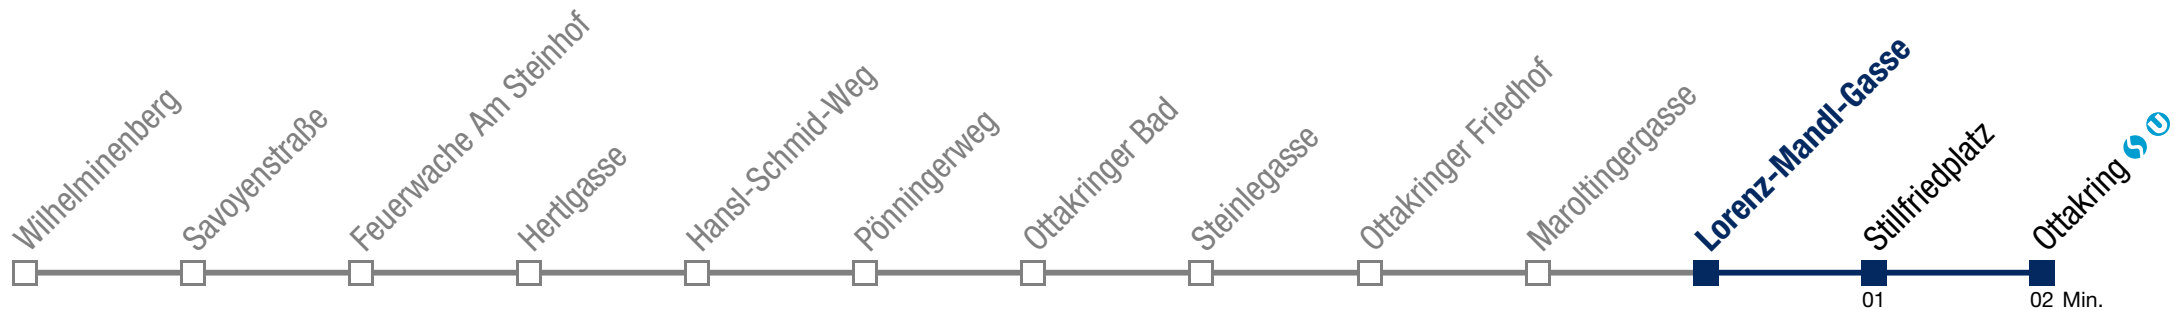 Wilhelminenberg
Savoyenstraße
Feuerwache Am Steinhof
Hertlgasse
Hansl-Schmid-Weg
Pönningerweg
Ottakringer Bad
Steinlegasse
Ottakringer Friedhof
Maroltingergasse
Lorenz-Mandl-Gasse
Stillfriedplatz
Ottakring S U
01
02 Min.